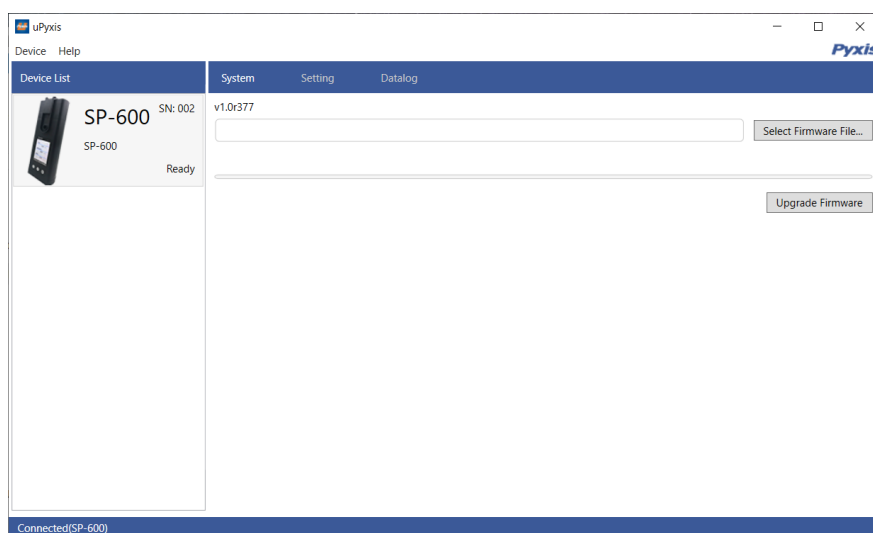 uPyxis
Device Help
Pyxis
Device List
System Setting Datalog
SP-600 SN: 002
SP-600
Ready
v1.0r377
Select Firmware File...
Upgrade Firmware
Connected(SP-600)